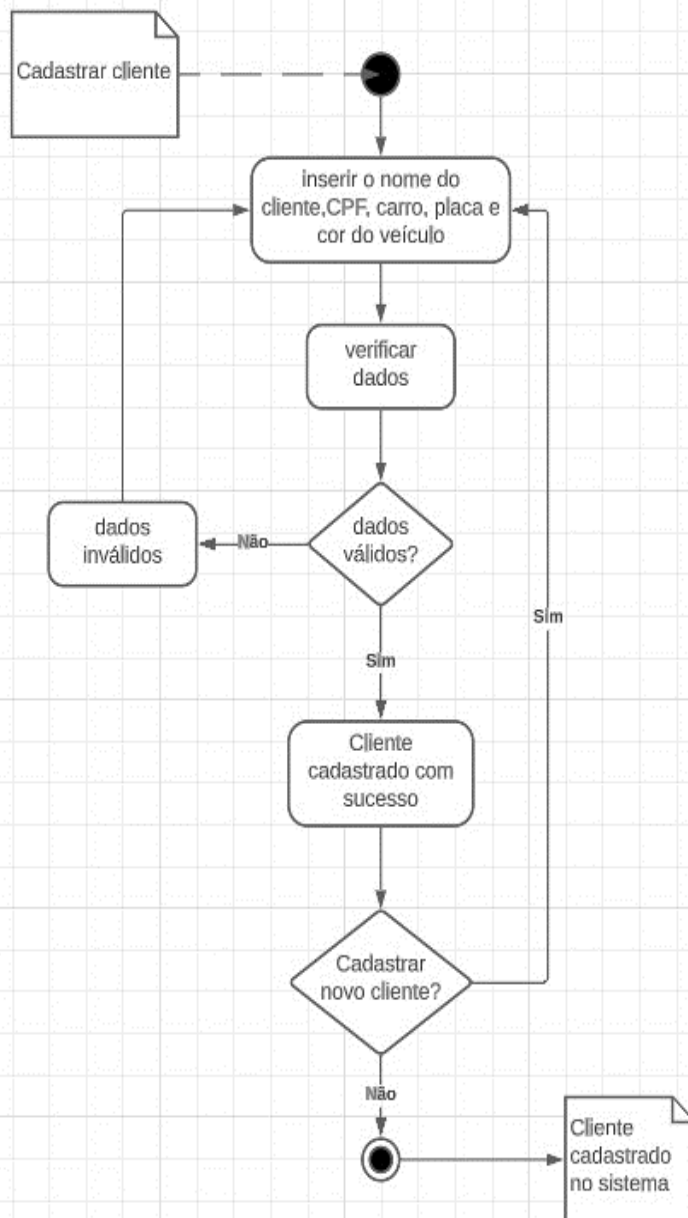 Cadastrar cliente
inserir o nome do
cliente,CPF, carro, placa e
cor do veículo
verificar
dados
dados
inválidos
Não
dados
válidos?
Sim
Sim
Cliente
cadastrado com
sucesso
Cadastrar
novo cliente?
Não
Cliente
cadastrado
no sistema